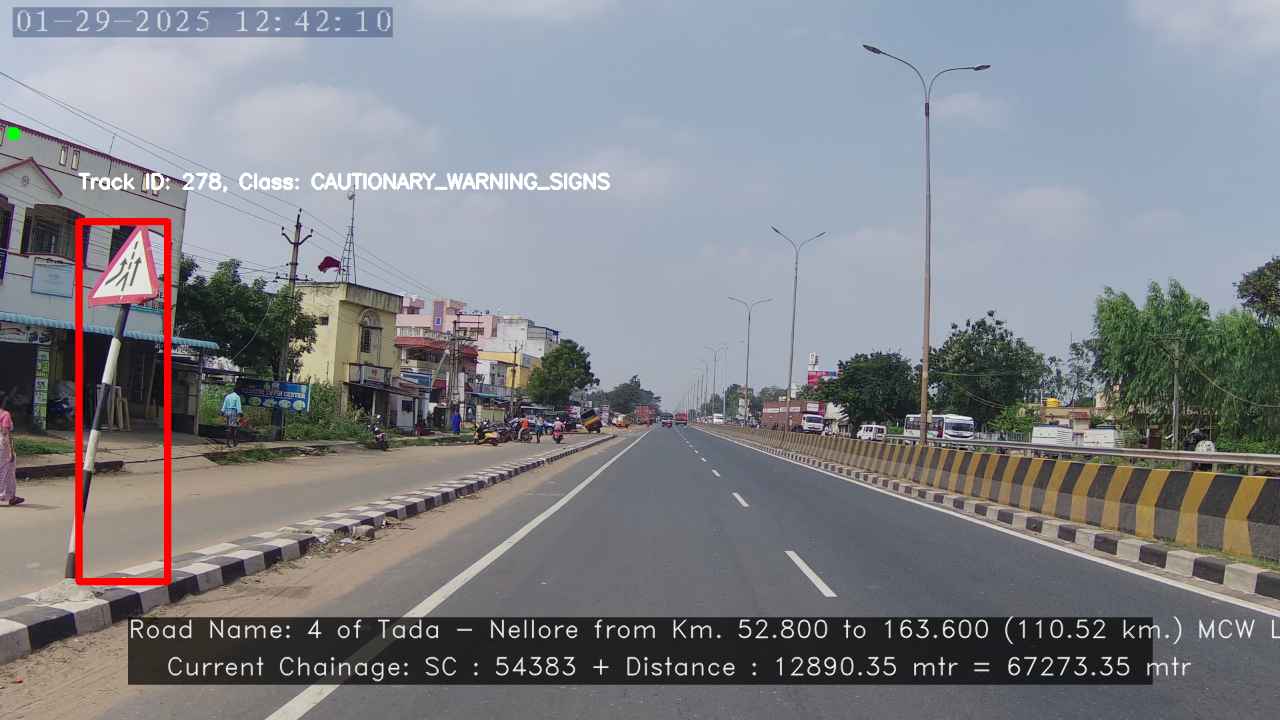 01-29-2025 12:42:10
Track ID: 278, Class: CAUTIONARY_WARNING_SIGNS
Road Name: 4 of Tada - Nellore from Km. 52.800 to 163.600 (110.52 km.) MCW L
Current Chainage: SC : 54383 + Distance : 12890.35 mtr = 67273.35 mtr